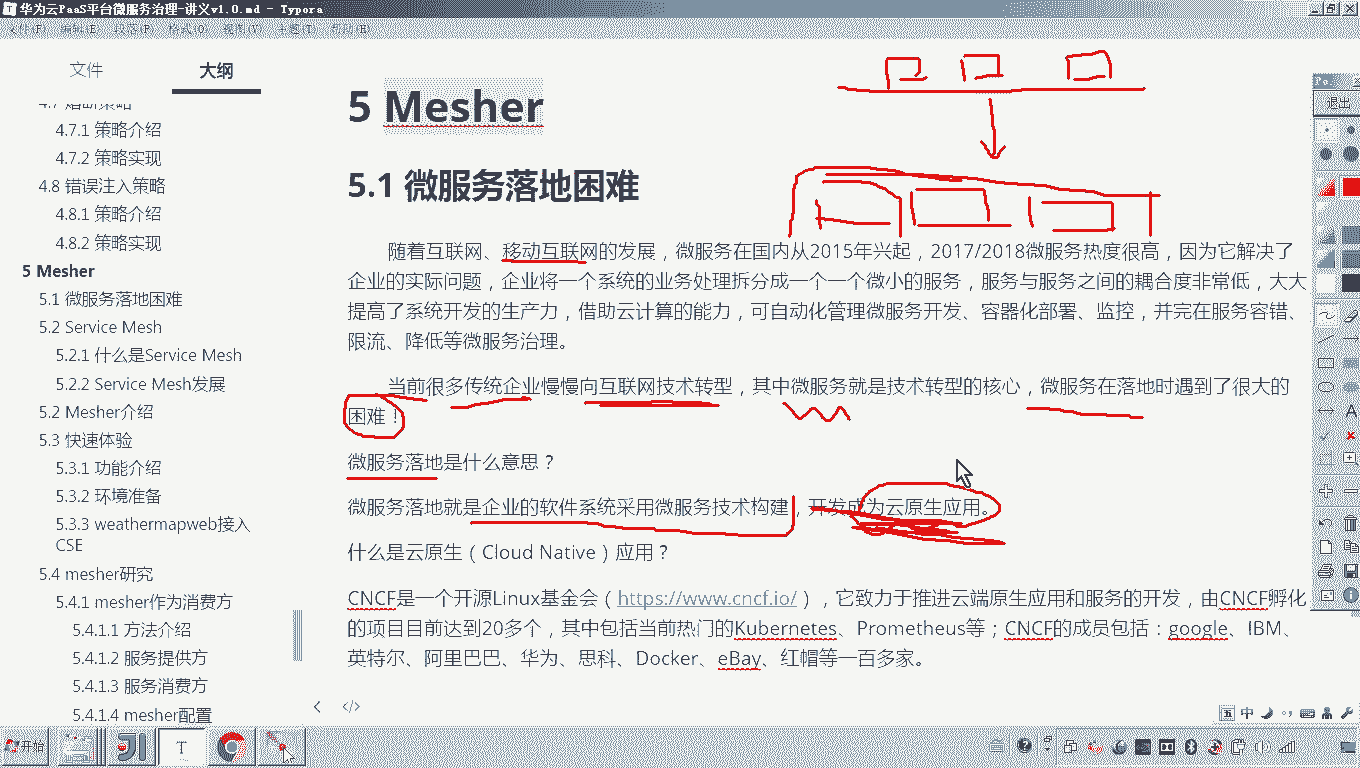 华为云PaaS平台微服务治理-讲义v1.0.md - Typora
文件(F) 编辑(E) 段落(P) 格式(O) 视图(V) 主题(T) 帮助(H)
文件 大纲
4.7 熔断策略
4.7.1 策略介绍
4.7.2 策略实现
4.8 错误注入策略
4.8.1 策略介绍
4.8.2 策略实现
5 Mesher
5.1 微服务落地困难
5.2 Service Mesh
5.2.1 什么是Service Mesh
5.2.2 Service Mesh发展
5.2 Mesher介绍
5.3 快速体验
5.3.1 功能介绍
5.3.2 环境准备
5.3.3 weathermapweb接入
CSE
5.4 mesher研究
5.4.1 mesher作为消费方
5.4.1.1 方法介绍
5.4.1.2 服务提供方
5.4.1.3 服务消费方
5.4.1.4 mesher配置
5 Mesher
5.1 微服务落地困难
随着互联网、移动互联网的发展，微服务在国内从2015年兴起，2017/2018微服务热度很高，因为它解决了
企业的实际问题，企业将一个系统的业务处理拆分成一个一个微小的服务，服务与服务之间的耦合度非常低，大大
提高了系统开发的生产力，借助云计算的能力，可自动化管理微服务开发、容器化部署、监控，并完在服务容错、
限流、降低等微服务治理。
当前很多传统企业慢慢向互联网技术转型，其中微服务就是技术转型的核心，微服务在落地时遇到了很大的
困难！
微服务落地是什么意思？
微服务落地就是企业的软件系统采用微服务技术构建，开发成为云原生应用。
什么是云原生（Cloud Native）应用？
CNCF是一个开源Linux基金会（https://www.cncf.io/），它致力于推进云端原生应用和服务的开发，由CNCF孵化
的项目目前达到20多个，其中包括当前热门的Kubernetes、Prometheus等；CNCF的成员包括：google、IBM、
英特尔、阿里巴巴、华为、思科、Docker、eBay、红帽等一百多家。
Po
退出
A
五 中
开始
T